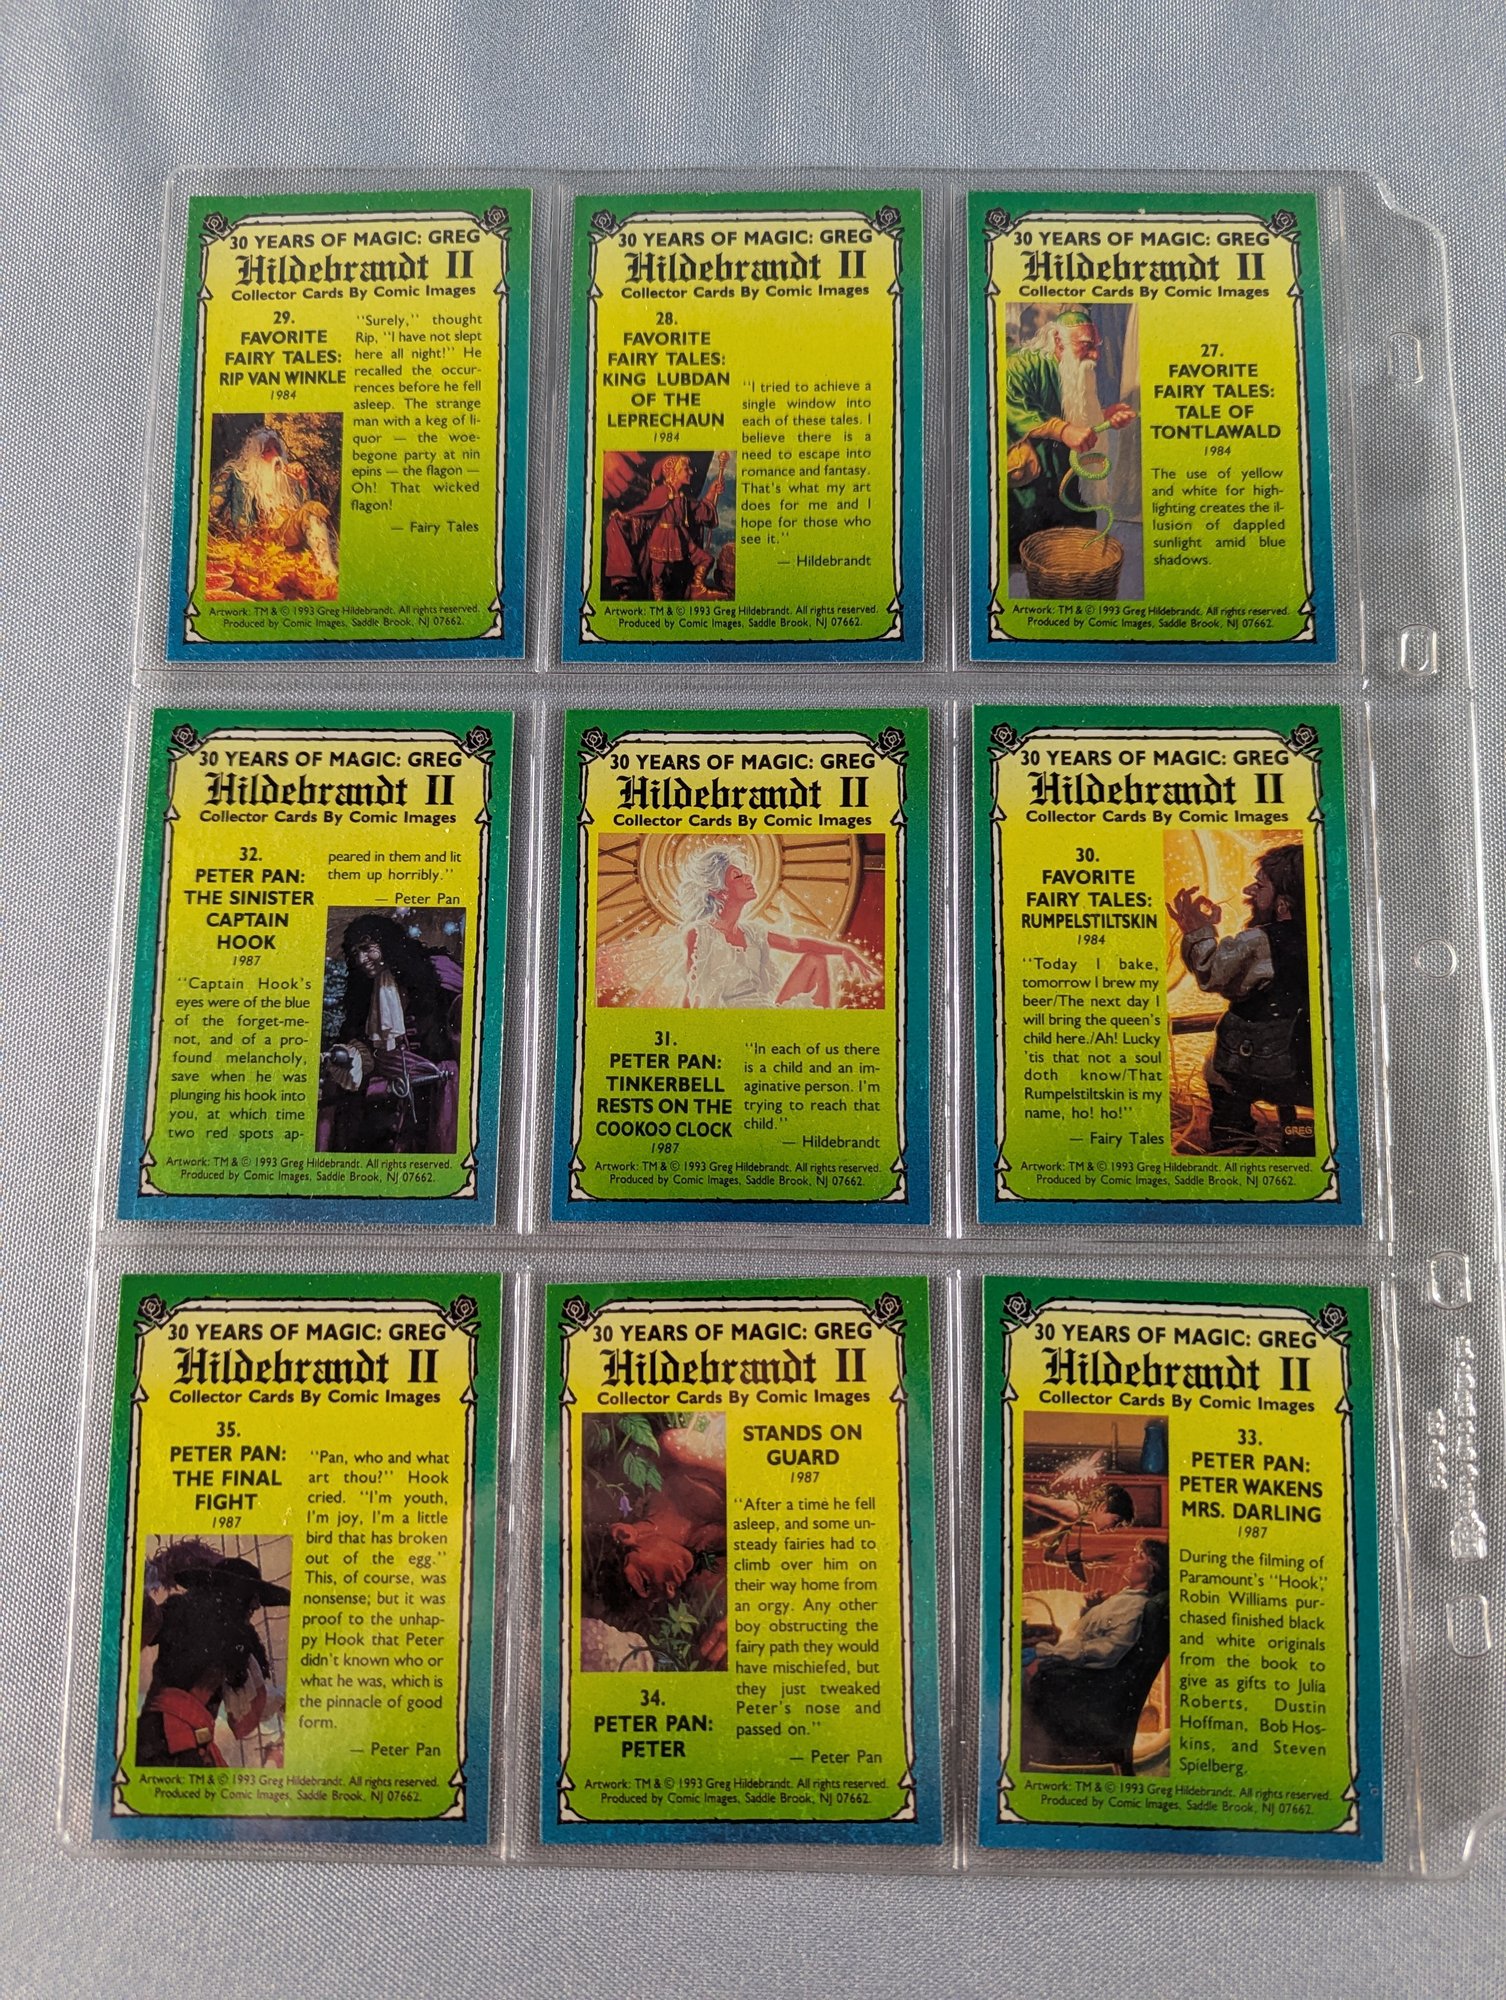 30 YEARS OF MAGIC: GREG
Hildebrandt II
Collector Cards By Comic Images
29.
FAVORITE
FAIRY TALES:
RIP VAN WINKLE
1984
"Surely," thought
Rip, "I have not slept
here all night!" He
recalled the occur-
rences before he fell
asleep. The strange
man with a keg of li-
quor — the woe-
begone party at nin
epins — the flagon —
Oh! That wicked
flagon!
— Fairy Tales
Artwork: TM & © 1993 Greg Hildebrandt. All rights reserved.
Produced by Comic Images, Saddle Brook, NJ 07662.
30 YEARS OF MAGIC: GREG
Hildebrandt II
Collector Cards By Comic Images
28.
FAVORITE
FAIRY TALES:
KING LUBDAN
OF THE
LEPRECHAUN
1984
"I tried to achieve a
single window into
each of these tales. I
believe there is a
need to escape into
romance and fantasy.
That's what my art
does for me and I
hope for those who
see it."
— Hildebrandt
Artwork: TM & © 1993 Greg Hildebrandt. All rights reserved.
Produced by Comic Images, Saddle Brook, NJ 07662.
30 YEARS OF MAGIC: GREG
Hildebrandt II
Collector Cards By Comic Images
27.
FAVORITE
FAIRY TALES:
TALE OF
TONTLAWALD
1984
The use of yellow
and white for high-
lighting creates the il-
lusion of dappled
sunlight amid blue
shadows.
Artwork: TM & © 1993 Greg Hildebrandt. All rights reserved.
Produced by Comic Images, Saddle Brook, NJ 07662.
30 YEARS OF MAGIC: GREG
Hildebrandt II
Collector Cards By Comic Images
32.
PETER PAN:
THE SINISTER
CAPTAIN
HOOK
1987
"Captain Hook's
eyes were of the blue
of the forget-me-
not, and of a pro-
found melancholy,
save when he was
plunging his hook into
you, at which time
two red spots ap-
peared in them and lit
them up horribly."
— Peter Pan
Artwork: TM & © 1993 Greg Hildebrandt. All rights reserved.
Produced by Comic Images, Saddle Brook, NJ 07662.
30 YEARS OF MAGIC: GREG
Hildebrandt II
Collector Cards By Comic Images
31.
PETER PAN:
TINKERBELL
RESTS ON THE
COOKOO CLOCK
1987
"In each of us there
is a child and an im-
aginative person. I'm
trying to reach that
child."
— Hildebrandt
Artwork: TM & © 1993 Greg Hildebrandt. All rights reserved.
Produced by Comic Images, Saddle Brook, NJ 07662.
30 YEARS OF MAGIC: GREG
Hildebrandt II
Collector Cards By Comic Images
30.
FAVORITE
FAIRY TALES:
RUMPELSTILTSKIN
1984
"Today I bake,
tomorrow I brew my
beer/The next day I
will bring the queen's
child here./Ah! Lucky
'tis that not a soul
doth know/That
Rumpelstiltskin is my
name, ho! ho!"
— Fairy Tales
GREG
Artwork: TM & © 1993 Greg Hildebrandt. All rights reserved.
Produced by Comic Images, Saddle Brook, NJ 07662.
30 YEARS OF MAGIC: GREG
Hildebrandt II
Collector Cards By Comic Images
35.
PETER PAN:
THE FINAL
FIGHT
1987
"Pan, who and what
art thou?" Hook
cried. "I'm youth,
I'm joy, I'm a little
bird that has broken
out of the egg."
This, of course, was
nonsense; but it was
proof to the unhap-
py Hook that Peter
didn't known who or
what he was, which is
the pinnacle of good
form.
— Peter Pan
Artwork: TM & © 1993 Greg Hildebrandt. All rights reserved.
Produced by Comic Images, Saddle Brook, NJ 07662.
30 YEARS OF MAGIC: GREG
Hildebrandt II
Collector Cards By Comic Images
34.
PETER PAN:
PETER
STANDS ON
GUARD
1987
"After a time he fell
asleep, and some un-
steady fairies had to
climb over him on
their way home from
an orgy. Any other
boy obstructing the
fairy path they would
have mischiefed, but
they just tweaked
Peter's nose and
passed on."
— Peter Pan
Artwork: TM & © 1993 Greg Hildebrandt. All rights reserved.
Produced by Comic Images, Saddle Brook, NJ 07662.
30 YEARS OF MAGIC: GREG
Hildebrandt II
Collector Cards By Comic Images
33.
PETER PAN:
PETER WAKENS
MRS. DARLING
1987
During the filming of
Paramount's "Hook",
Robin Williams pur-
chased finished black
and white originals
from the book to
give as gifts to Julia
Roberts, Dustin
Hoffman, Bob Hos-
kins, and Steven
Spielberg.
Artwork: TM & © 1993 Greg Hildebrandt. All rights reserved.
Produced by Comic Images, Saddle Brook, NJ 07662.